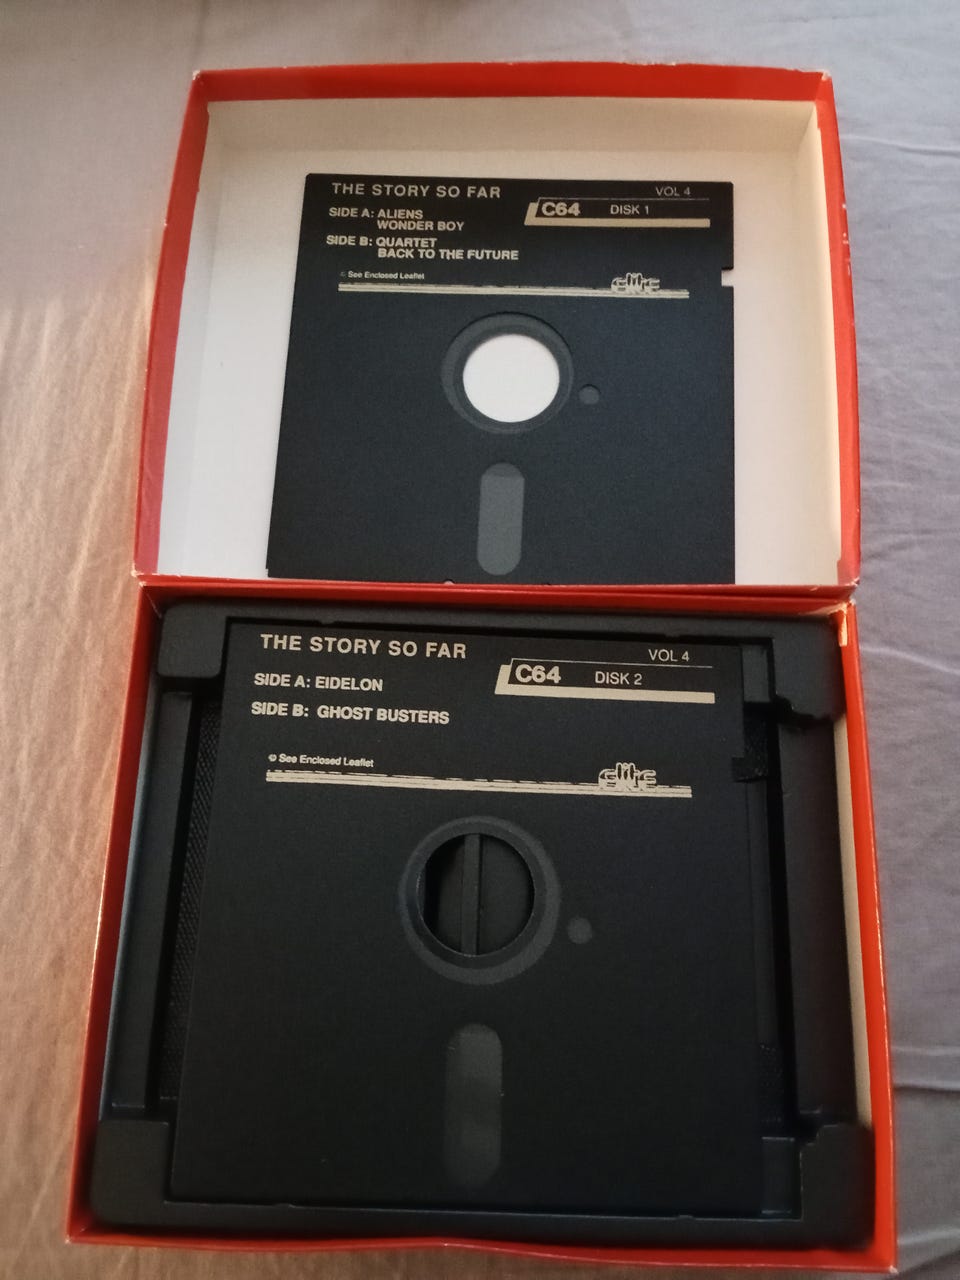 THE STORY SO FAR
VOL 4
SIDE A: ALIENS
C64 DISK 1
WONDER BOY
SIDE B: QUARTET
BACK TO THE FUTURE
© See Enclosed Leaflet
elite
THE STORY SO FAR
VOL 4
SIDE A: EIDELON
C64 DISK 2
SIDE B: GHOST BUSTERS
© See Enclosed Leaflet
elite